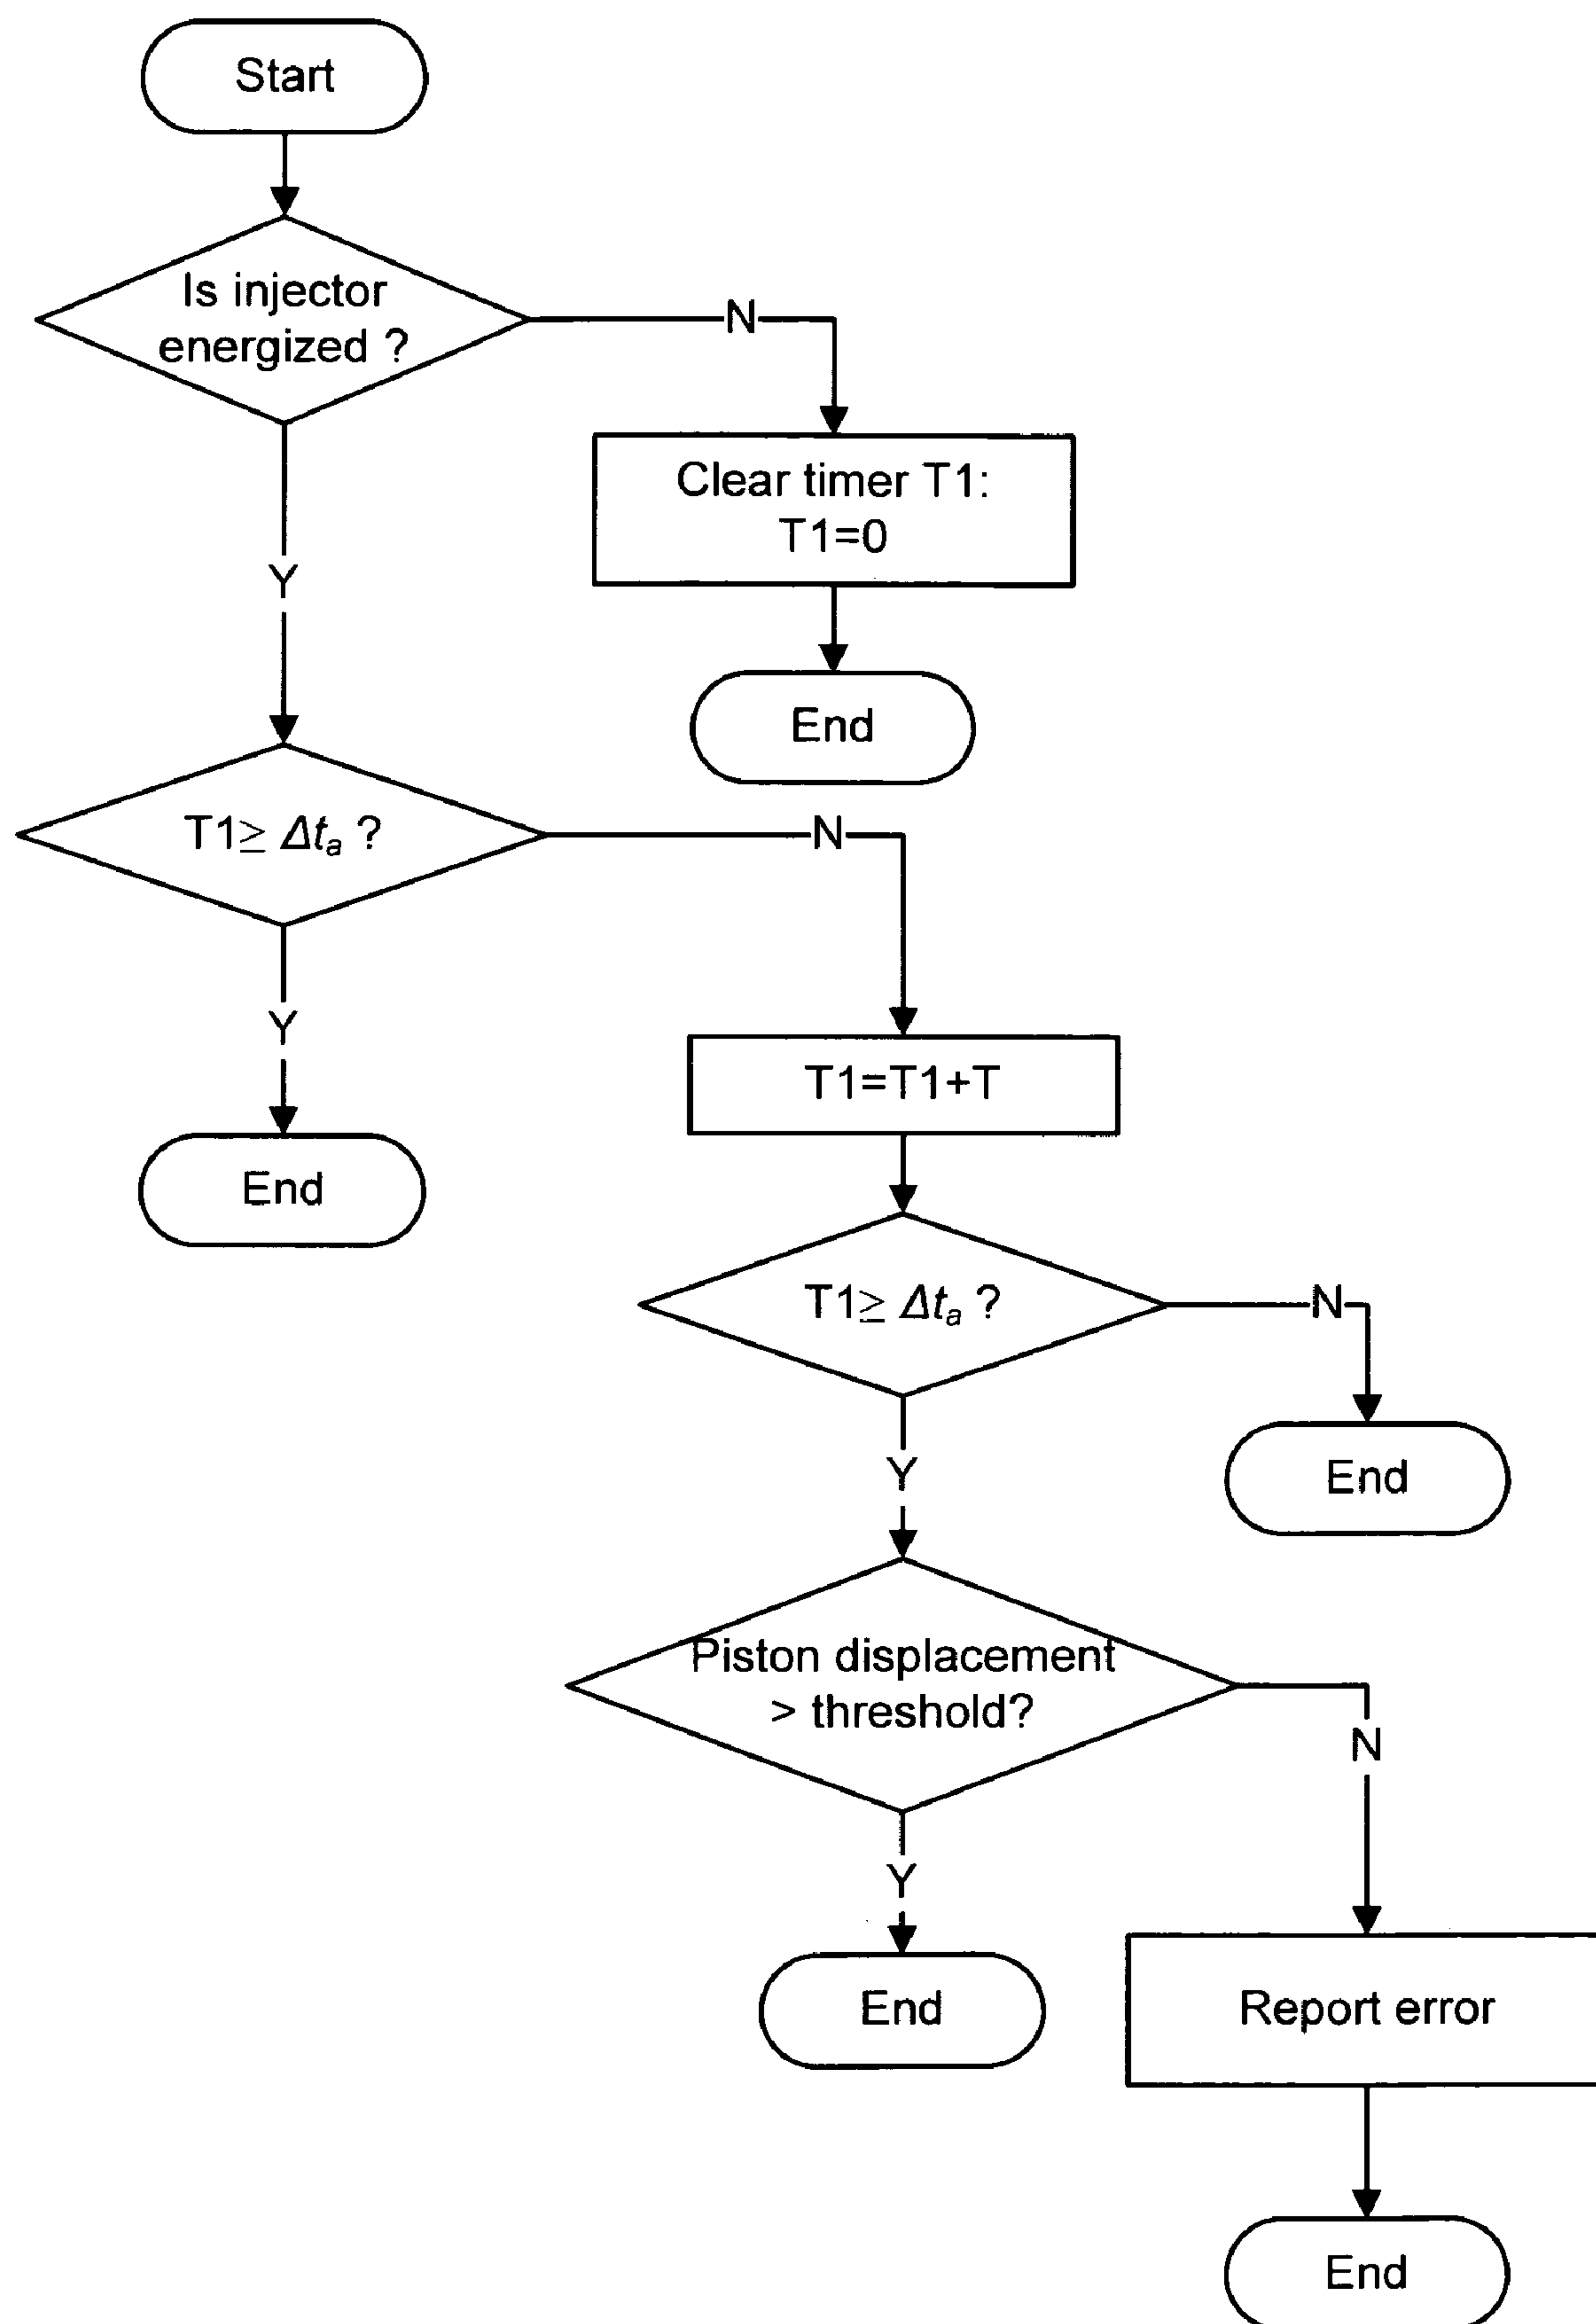 Start
Is injector
energized ?
N
Clear timer T1:
T1=0
Y
End
T1≥ Δtₐ ?
N
Y
T1=T1+T
End
T1≥ Δtₐ ?
N
Y
End
Piston displacement
> threshold?
N
Y
End
Report error
End